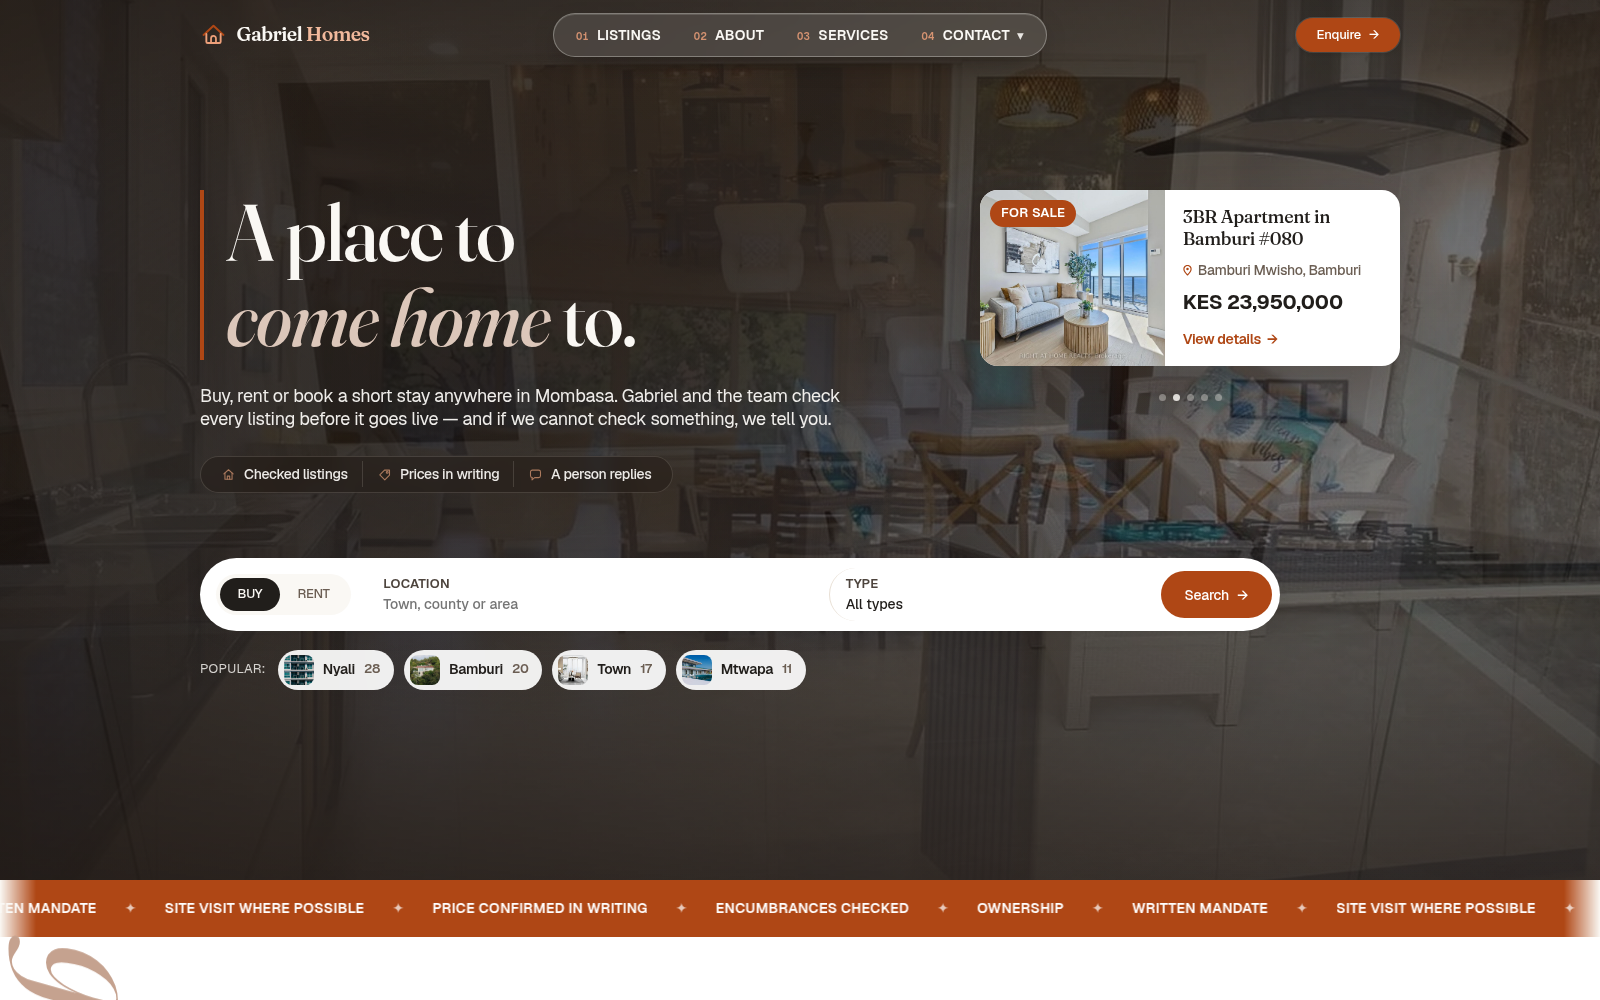 Gabriel Homes
01 LISTINGS
02 ABOUT
03 SERVICES
04 CONTACT ▾
Enquire →
A place to
come home to.
Buy, rent or book a short stay anywhere in Mombasa. Gabriel and the team check
every listing before it goes live — and if we cannot check something, we tell you.
Checked listings
Prices in writing
A person replies
FOR SALE
3BR Apartment in
Bamburi #080
Bamburi Mwisho, Bamburi
KES 23,950,000
View details →
BUY
RENT
LOCATION
Town, county or area
TYPE
All types
Search →
POPULAR:
Nyali 28
Bamburi 20
Town 17
Mtwapa 11
TEN MANDATE ✦ SITE VISIT WHERE POSSIBLE ✦ PRICE CONFIRMED IN WRITING ✦ ENCUMBRANCES CHECKED ✦ OWNERSHIP ✦ WRITTEN MANDATE ✦ SITE VISIT WHERE POSSIBLE ✦